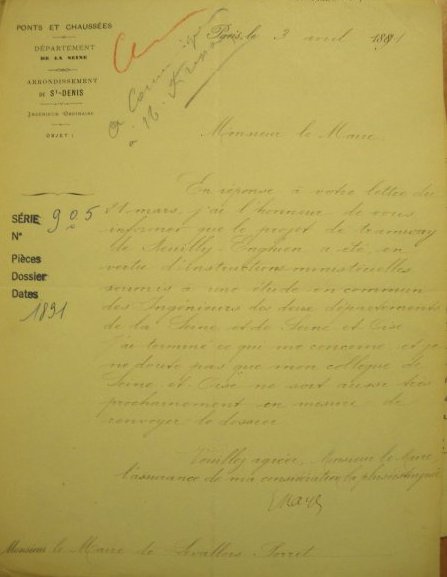 PONTS ET CHAUSSÉES
DÉPARTEMENT
DE LA SEINE
ARRONDISSEMENT
DE St-DENIS
INGÉNIEUR ORDINAIRE
OBJET :
Paris, le 3 avril 1891
à M.
Monsieur le Maire
En réponse à votre lettre du
21 mars, j'ai l'honneur de vous
informer que le projet de tramway
de Neuilly-Enghien a été, en
vertu d'instructions ministérielles
soumis à une étude en commun
des Ingénieurs des deux départements
de la Seine et de Seine et Oise
J'ai terminé ce qui me concerne et je
ne doute pas que mon collègue de
Seine et Oise ne soit aussi très
prochainement en mesure de
renvoyer le dossier
Veuillez agréer, Monsieur le Maire,
l'assurance de ma considération la plus distinguée
SÉRIE 905
N°
Pièces
Dossier
Dates
1891
Monsieur le Maire de Levallois-Perret